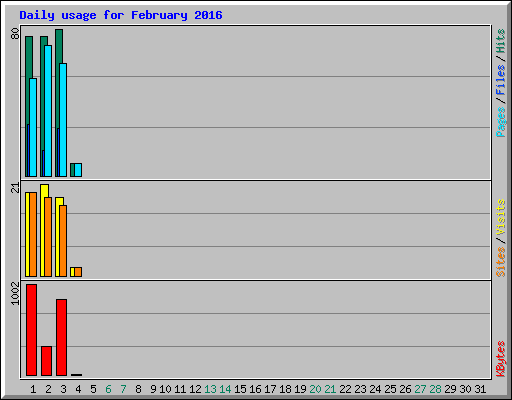 Daily usage for February 2016
80
Pages / Files / Hits
21
Sites / Visits
1002
KBytes
1 2 3 4 5 6 7 8 9 10 11 12 13 14 15 16 17 18 19 20 21 22 23 24 25 26 27 28 29 30 31